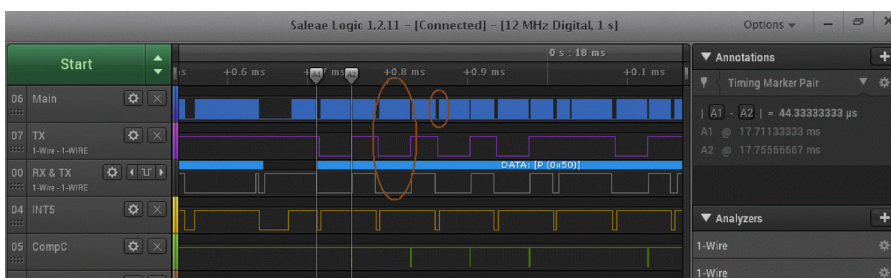 Saleae Logic 1.2.11 – [Connected] – [12 MHz Digital, 1 s]
Options
Start
0 s : 18 ms
+0.6 ms
A1
ms
A2
+0.8 ms
+0.9 ms
+0.1 ms
06 Main
07 TX
1-Wire - 1-WIRE
00 RX & TX
1-Wire - 1-WIRE
DATA: [P (0x50)]
04 INT5
05 CompC
Annotations
Timing Marker Pair
| A1 - A2 | = 44.33333333 µs
A1 @ 17.71133333 ms
A2 @ 17.75566667 ms
Analyzers
1-Wire
1-Wire